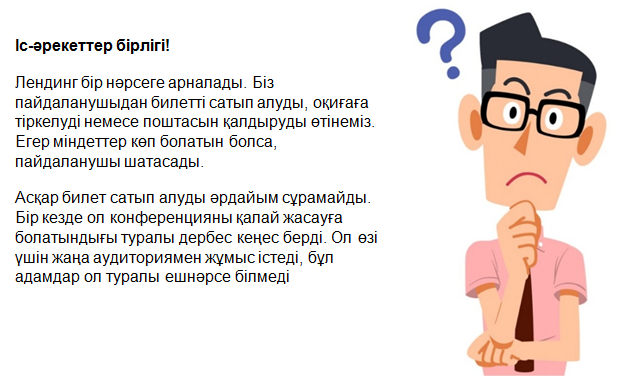 Іс-әрекеттер бірлігі!
Лендинг бір нәрсеге арналады. Біз
пайдаланушыдан билетті сатып алуды, оқиғаға
тіркелуді немесе поштасын қалдыруды өтінеміз.
Егер міндеттер көп болатын болса,
пайдаланушы шатасады.
Асқар билет сатып алуды әрдайым сұрамайды.
Бір кезде ол конференцияны қалай жасауға
болатындығы туралы дербес кеңес берді. Ол өзі
үшін жаңа аудиториямен жұмыс істеді, бұл
адамдар ол туралы ешнәрсе білмеді
?